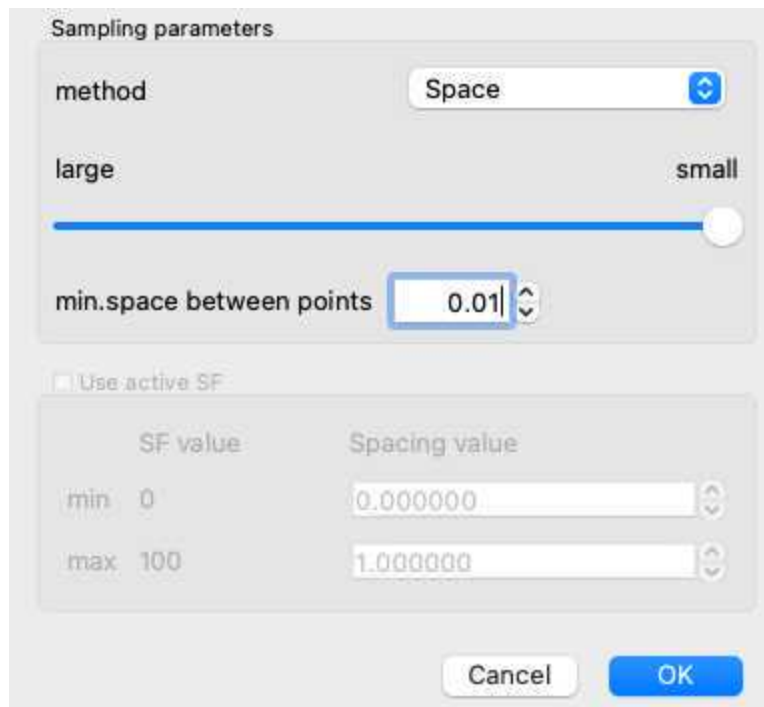 Sampling parameters
method Space
large small
min.space between points 0.01
Use active SF
SF value Spacing value
min 0 0.000000
max 100 1.000000
Cancel OK